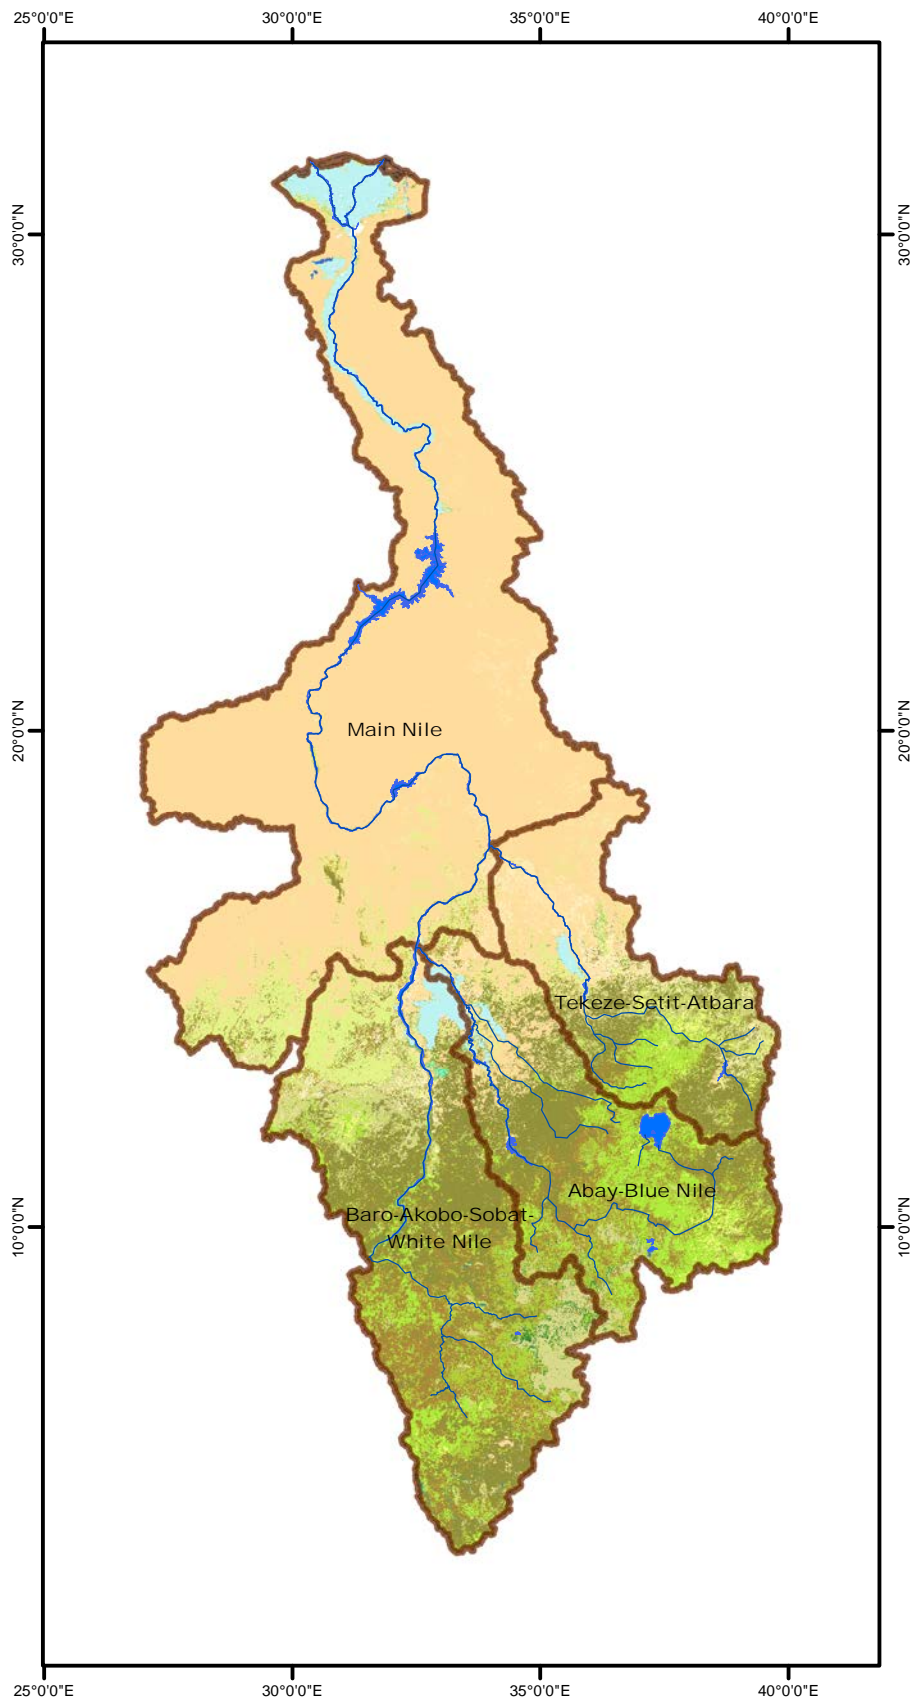 25°0'0"E 30°0'0"E 35°0'0"E 40°0'0"E
30°0'0"N 30°0'0"N
Main Nile
20°0'0"N 20°0'0"N
Tekeze-Setit-Atbara
Abay-Blue Nile
Baro-Akobo-Sobat-
White Nile
10°0'0"N 10°0'0"N
25°0'0"E 30°0'0"E 35°0'0"E 40°0'0"E